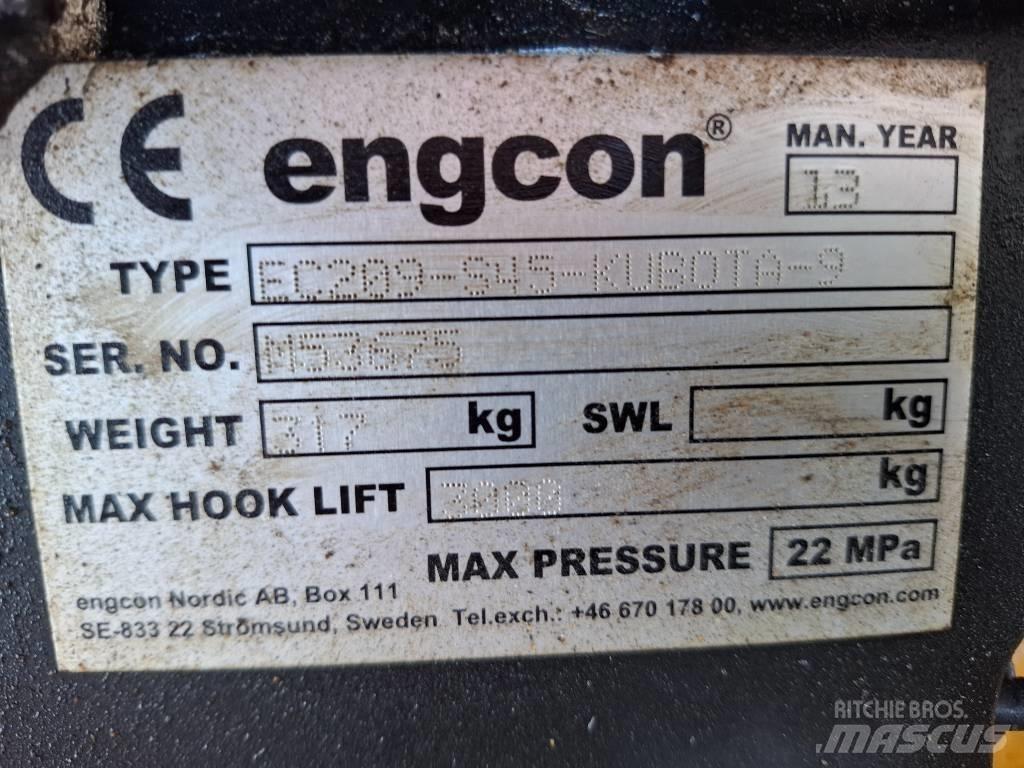 CE engcon® MAN. YEAR
13
TYPE EC209-S45-KUBOTA-9
SER. NO. M53675
WEIGHT 317 kg SWL kg
MAX HOOK LIFT 3000 kg
MAX PRESSURE 22 MPa
engcon Nordic AB, Box 111
SE-833 22 Strömsund, Sweden Tel.exch.: +46 670 178 00, www.engcon.com
RITCHIE BROS.
MASCUS